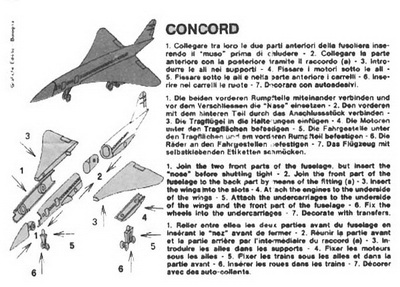 CONCORD
1. Collegare tra loro le due parti anteriori della fusoliera inse-
rendo il "muso" prima di chiudere - 2. Collegare la parte
anteriore con la posteriore tramite il raccordo (a) - 3. Intro-
durre le ali nei supporti - 4. Fissare i motori sotto le ali -
5. Fissare sotto le ali e nella parte anteriore i carrelli - 6. Inse-
rire nei carrelli le ruote - 7. Decorare con autoadesivi.
1. Die beiden vorderen Rumpfteile miteinander verbinden und
vor dem Verschliessen die "Nase" einsetzen - 2. Den vorderen
mit dem hinteren Teil durch das Anschlusstück verbinden -
3. Die Tragflügel in die Halterungen einfügen - 4. Die Motoren
unter den Tragflächen befestigen - 5. Die Fahrgestelle unter
den Tragflächen und am vorderen Rumpfteil befestigen - 6. Die
Räder an den Fahrgestellen befestigen - 7. Das Flugzeug mit
selbstklebenden Etiketten schmücken.
1. Join the two front parts of the fuselage, but insert the
"nose" before shutting tight - 2. Join the front part of the
fuselage to the back part by means of the fitting (a) - 3. Insert
the wings into the slots - 4. Attach the engines to the underside
of the wings - 5. Attach the undercarriages to the underside
of the wings and the front part of the fuselage - 6. Fix the
wheels into the undercarriages - 7. Decorate with transfers.
1. Relier entre elles les deux parties avant du fuselage en
insérant le "nez" avant de fermer - 2. Réunir la partie avant
et la partie arrière par l'intermédiaire du raccord (a) - 3. In-
troduire les ailes dans les supports - 4. Fixer les moteurs
sous les ailes - 5. Fixer les trains sous les ailes et dans la
partie avant - 6. Insérer les roues dans les trains - 7. Décorer
avec des auto-collants.
3
1
2
a
4
1
3
5
4
6
5
6
5